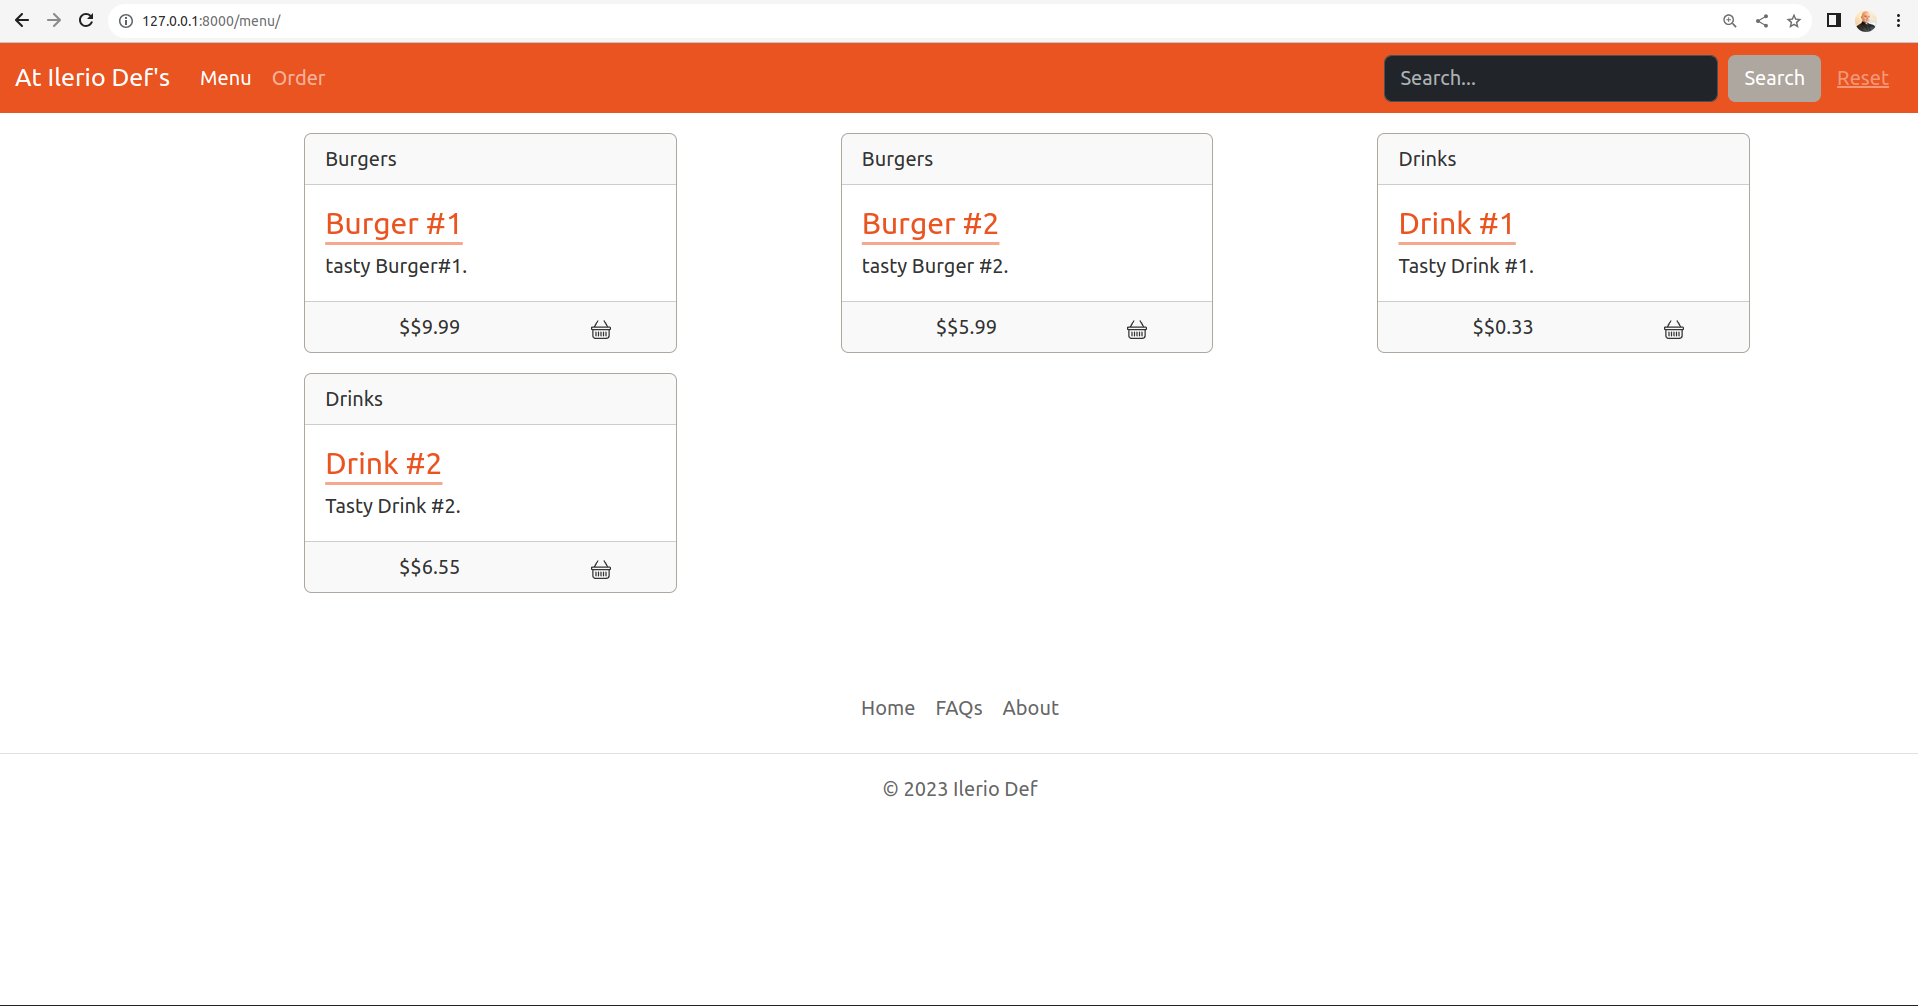 127.0.0.1:8000/menu/
At Ilerio Def's Menu Order Search... Search Reset
Burgers
Burger #1
tasty Burger#1.
$$9.99
Burgers
Burger #2
tasty Burger #2.
$$5.99
Drinks
Drink #1
Tasty Drink #1.
$$0.33
Drinks
Drink #2
Tasty Drink #2.
$$6.55
Home FAQs About
© 2023 Ilerio Def